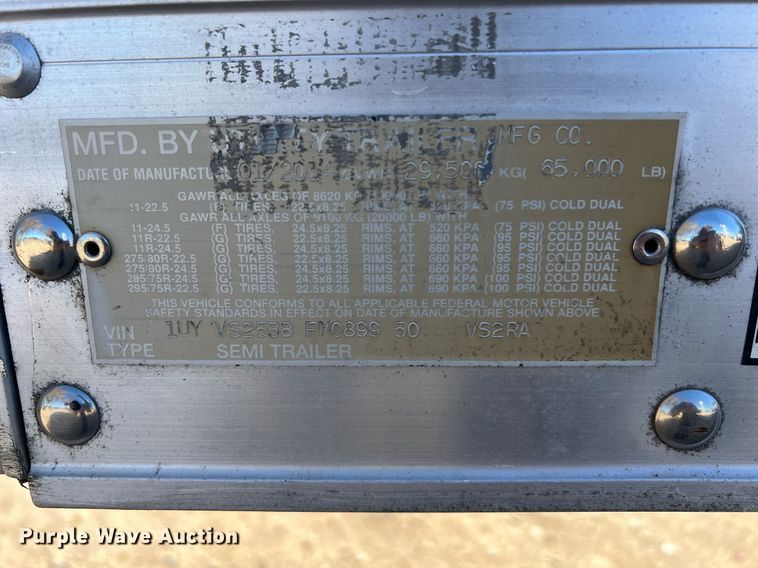 MFD. BY UTILITY TRAILER MFG CO.
DATE OF MANUFACTURE 01/2014 29,500 KG( 65,000 LB)
GAWR ALL AXLES OF 8620 KG WITH
11-22.5 TIRES, 22.5x8.25 RIMS, AT KPA (75 PSI) COLD DUAL
GAWR ALL AXLES OF 9100 KG (20000 LB) WITH
11-24.5 (F) TIRES, 24.5x8.25 RIMS, AT 520 KPA (75 PSI) COLD DUAL
11R-22.5 (G) TIRES, 22.5x8.25 RIMS, AT KPA (95 PSI) COLD DUAL
11R-24.5 (G) TIRES, 24.5x8.25 RIMS, AT 660 KPA (95 PSI) COLD DUAL
275/80R-22.5 (G) TIRES, 22.5x8.25 RIMS, AT KPA (95 PSI) COLD DUAL
275/80R-24.5 (G) TIRES, 24.5x8.25 RIMS, AT 660 KPA (95 PSI) COLD DUAL
285/75R-24.5 (G) TIRES, 24.5x8.25 RIMS, AT KPA (100 PSI) COLD DUAL
295/75R-22.5 (G) TIRES, 22.5x8.25 RIMS, AT 690 KPA (100 PSI) COLD DUAL
THIS VEHICLE CONFORMS TO ALL APPLICABLE FEDERAL MOTOR VEHICLE
SAFETY STANDARDS IN EFFECT ON DATE OF MANUFACTURE SHOWN ABOVE
VIN 1UY VS2538 EM0899 50 VS2RA
TYPE SEMI TRAILER
Purple Wave Auction